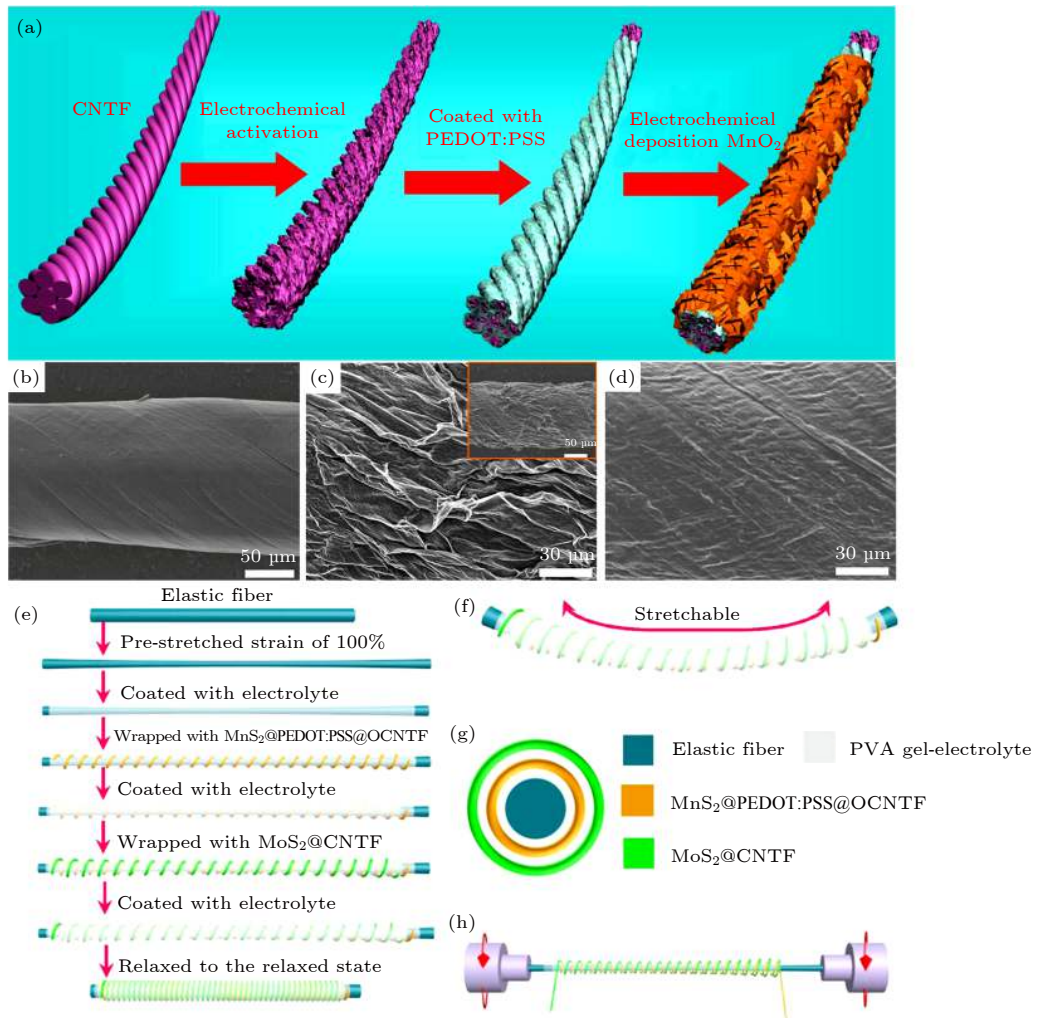 (a)
CNTF
Electrochemical
activation
Coated with
PEDOT:PSS
Electrochemical
deposition MnO₂
(b)
50 µm
(c)
50 µm
30 µm
(d)
30 µm
(e)
Elastic fiber
Pre-stretched strain of 100%
Coated with electrolyte
Wrapped with MnS₂@PEDOT:PSS@OCNTF
Coated with electrolyte
Wrapped with MoS₂@CNTF
Coated with electrolyte
Relaxed to the relaxed state
(f)
Stretchable
(g)
Elastic fiber
PVA gel-electrolyte
MnS₂@PEDOT:PSS@OCNTF
MoS₂@CNTF
(h)